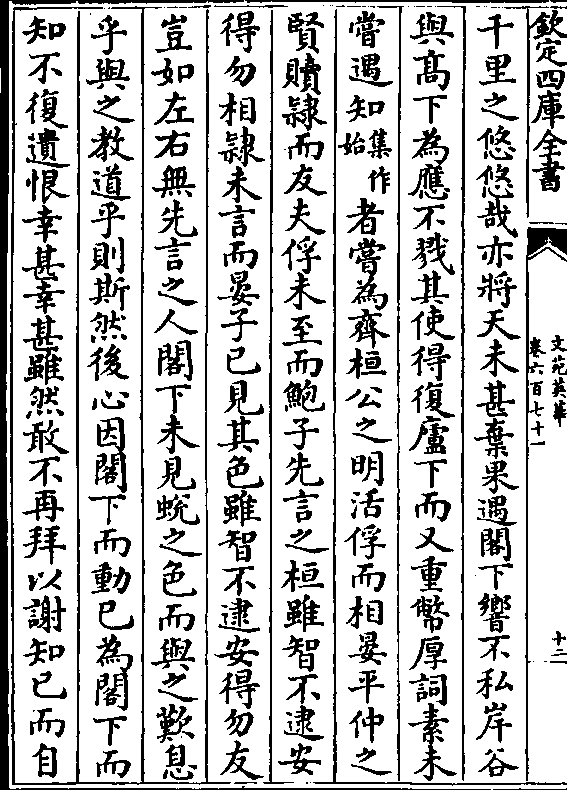 欽定四庫全書
文苑英華
卷六百七十一
十二
千里之悠悠哉亦將天未甚棄果遇閣下響不私岸谷
與高下為應不戮其使得復廬下而又重幣厚詞素未
嘗遇知集作始者嘗為齊桓公之明活俘而相晏平仲之
賢贖隷而友夫俘未至而鮑子先言之桓雖智不逮安
得勿相隷未言而晏子已見其色雖智不逮安得勿友
豈如左右無先言之人閣下未見蛻之色而與之歎息
乎與之教道乎則斯然後心因閣下而動已為閣下而
知不復遺恨幸甚幸甚雖然敢不再拜以謝知已而自